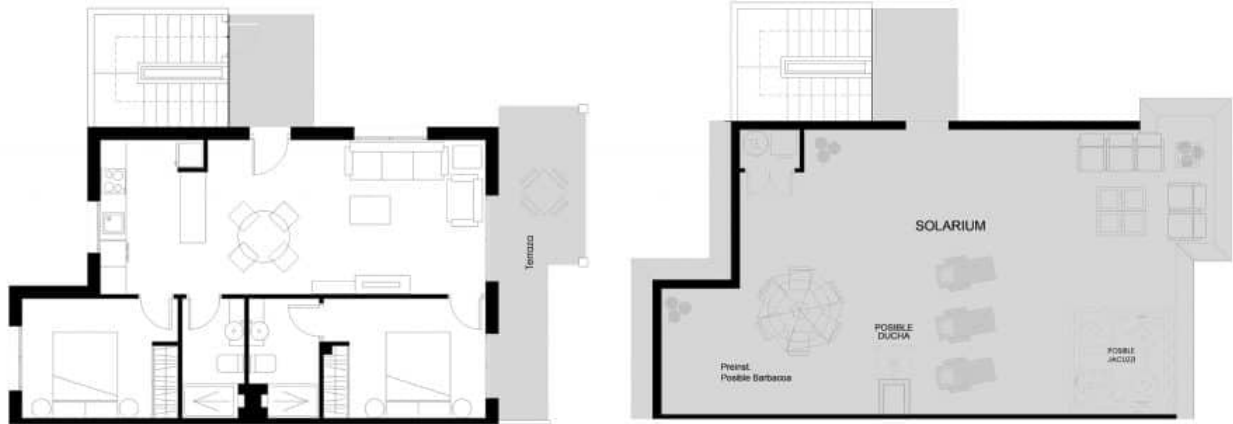 Terraza
SOLARIUM
POSIBLE
DUCHA
POSIBLE
JACUZZI
Preinst.
Posible Barbacoa